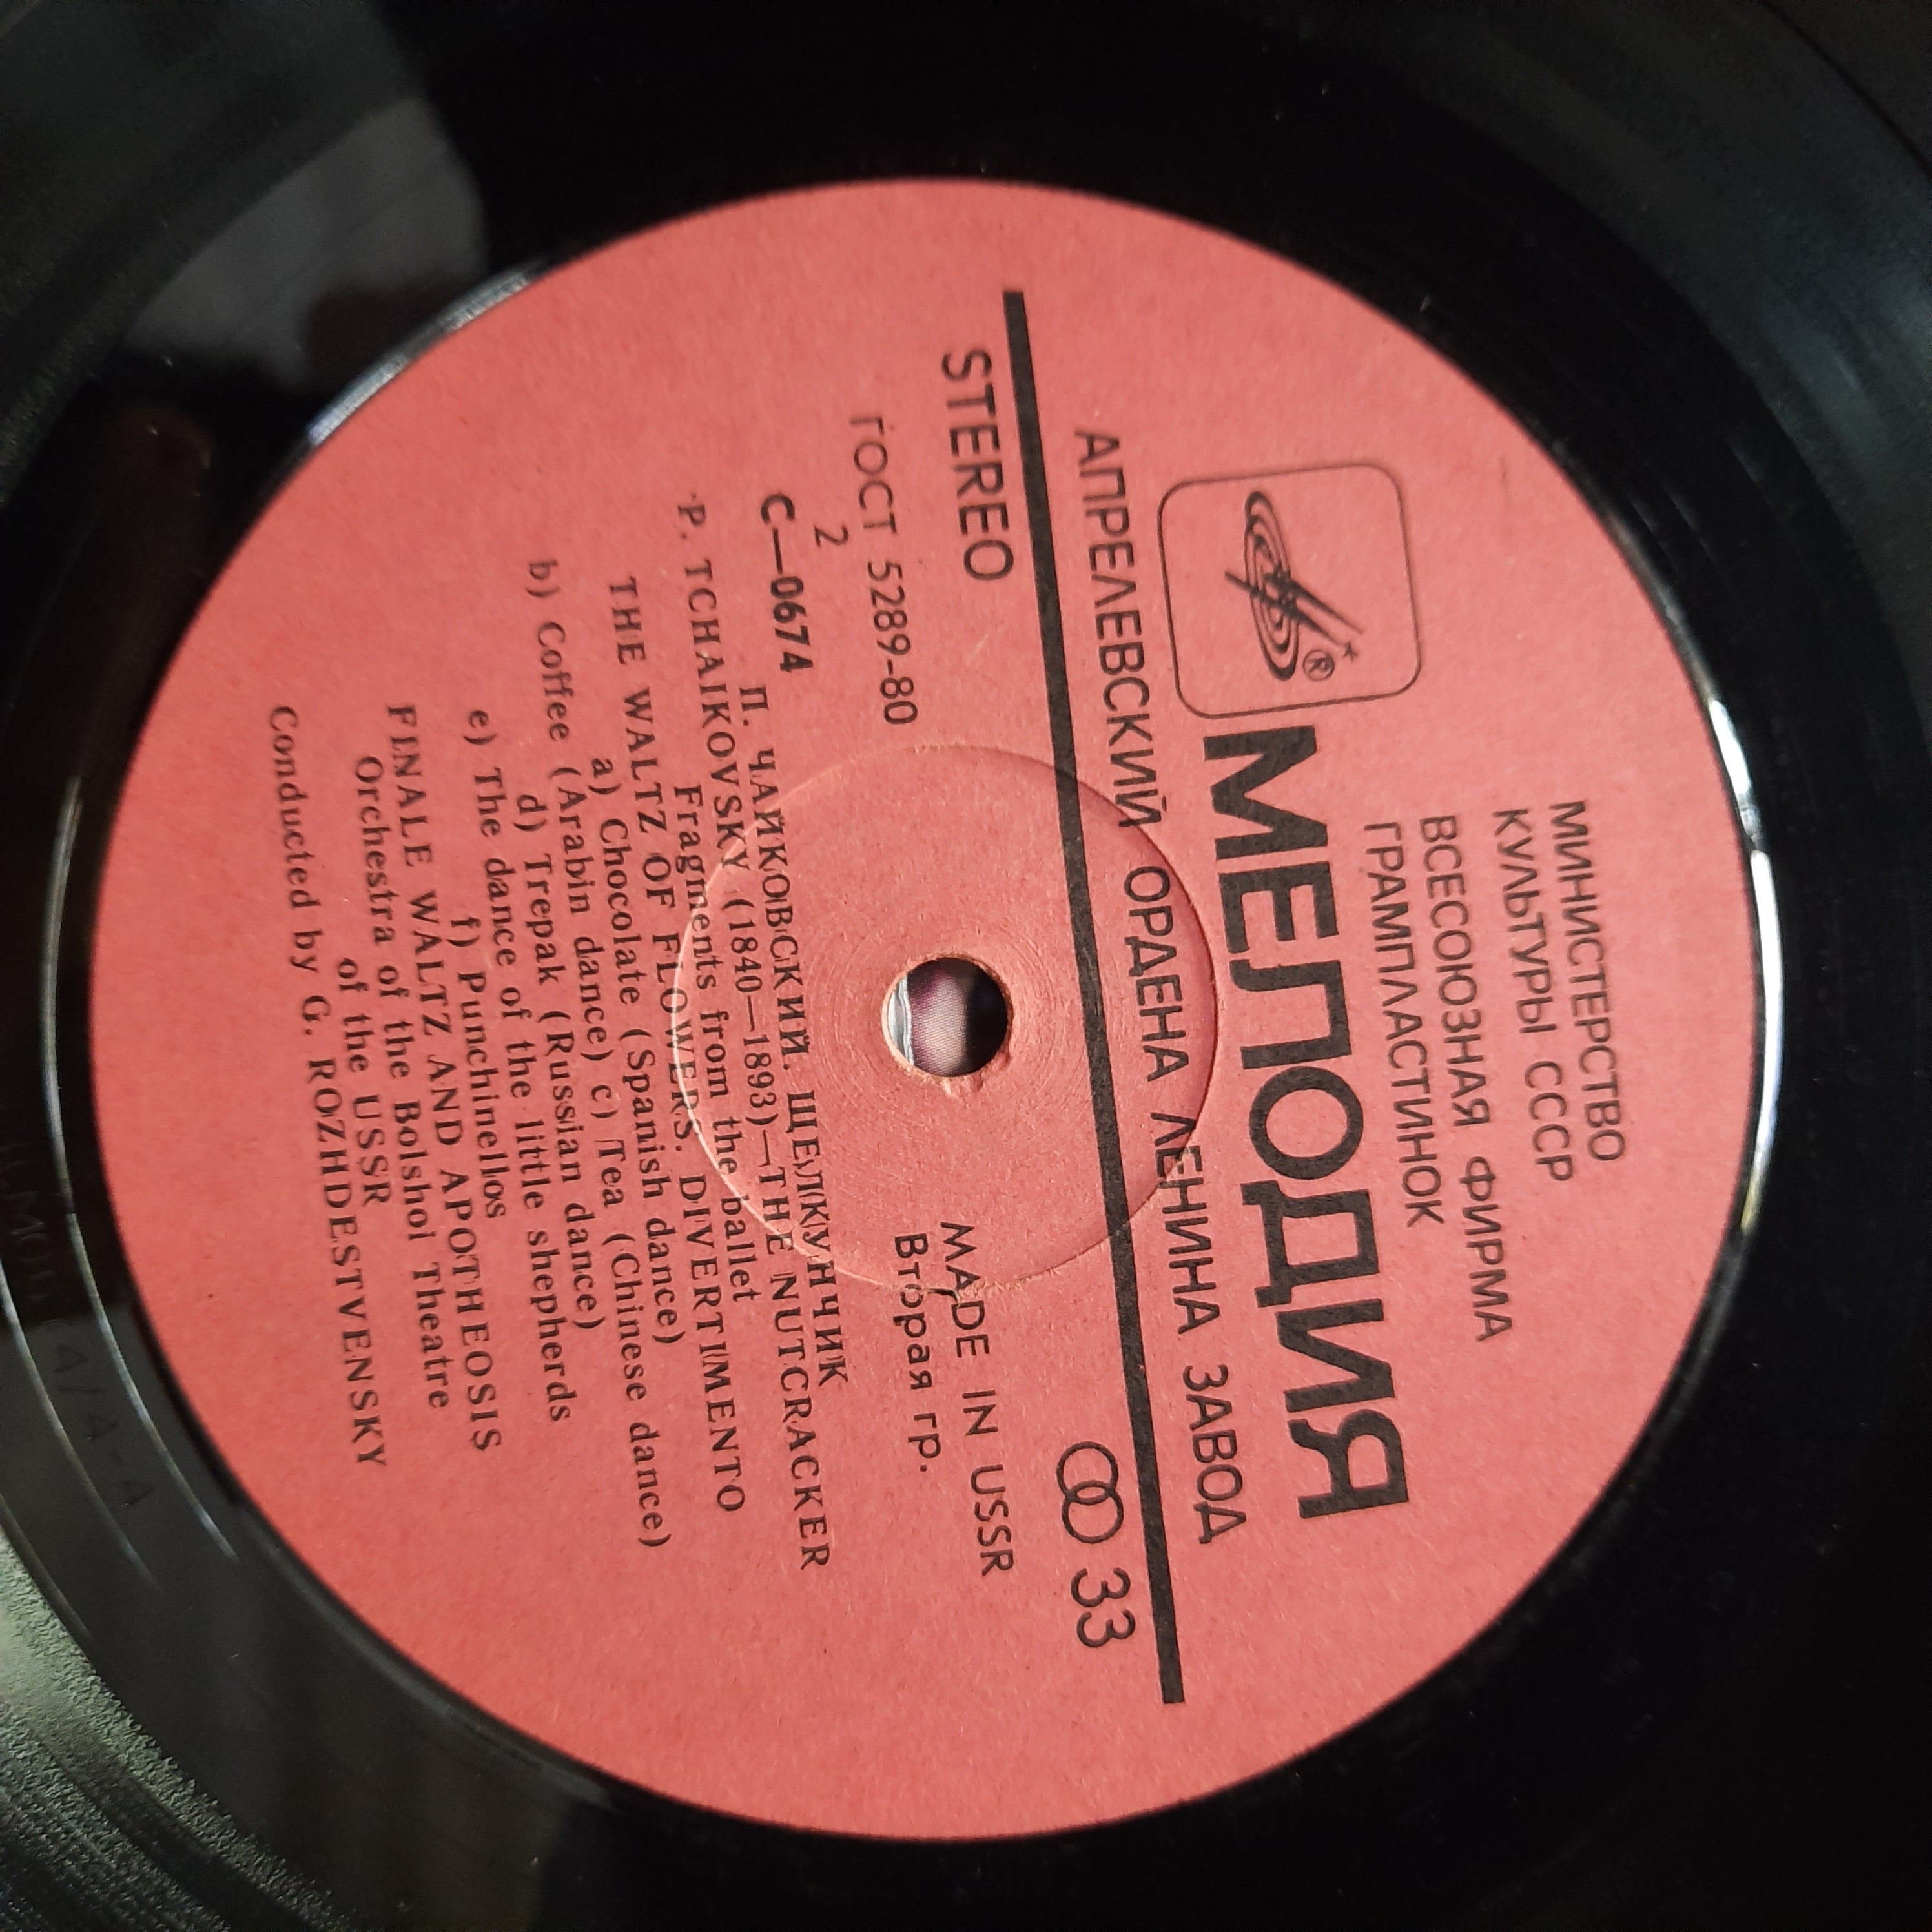 МИНИСТЕРСТВО
КУЛЬТУРЫ СССР
ВСЕСОЮЗНАЯ ФИРМА
ГРАМПЛАСТИНОК
® МЕЛОДИЯ
АПРЕЛЕВСКИЙ ОРДЕНА ЛЕНИНА ЗАВОД
STEREO
33
ГОСТ 5289-80
MADE IN USSR
2
Вторая гр.
С—0674
П. ЧАЙКОВСКИЙ. ЩЕЛКУНЧИК
P. TCHAIKOVSKY (1840—1893)—THE NUTCRACKER
Fragments from the ballet
THE WALTZ OF FLOWERS. DIVERTIMENTO
a) Chocolate (Spanish dance)
b) Coffee (Arabin dance) c) Tea (Chinese dance)
d) Trepak (Russian dance)
e) The dance of the little shepherds
f) Punchinellos
FINALE WALTZ AND APOTHEOSIS
Orchestra of the Bolshoi Theatre
of the USSR
Conducted by G. ROZHDESTVENSKY